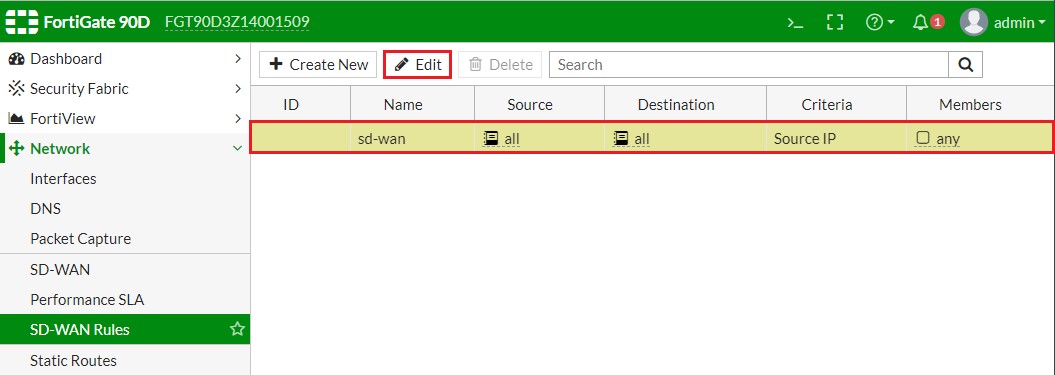 FortiGate 90D FGT90D3Z14001509 >_ 1 admin
Dashboard
Security Fabric
FortiView
Network
Interfaces
DNS
Packet Capture
SD-WAN
Performance SLA
SD-WAN Rules
Static Routes
+ Create New Edit Delete Search
ID Name Source Destination Criteria Members
sd-wan all all Source IP any